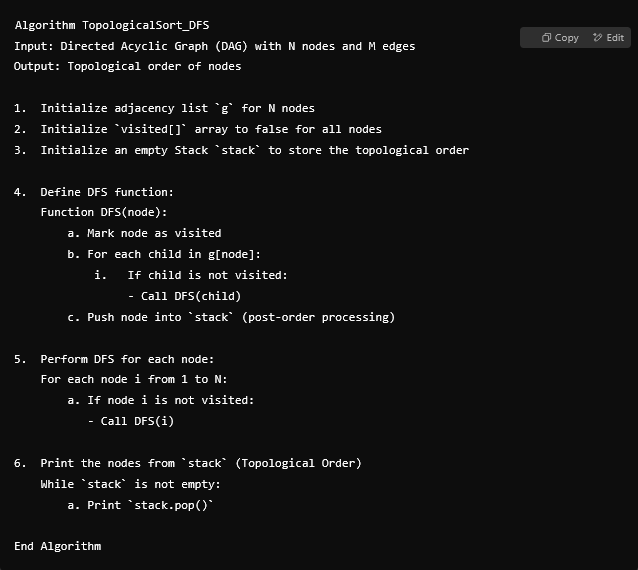 Algorithm TopologicalSort_DFS
Copy Edit
Input: Directed Acyclic Graph (DAG) with N nodes and M edges
Output: Topological order of nodes
1. Initialize adjacency list `g` for N nodes
2. Initialize `visited[]` array to false for all nodes
3. Initialize an empty Stack `stack` to store the topological order
4. Define DFS function:
Function DFS(node):
a. Mark node as visited
b. For each child in g[node]:
i. If child is not visited:
- Call DFS(child)
c. Push node into `stack` (post-order processing)
5. Perform DFS for each node:
For each node i from 1 to N:
a. If node i is not visited:
- Call DFS(i)
6. Print the nodes from `stack` (Topological Order)
While `stack` is not empty:
a. Print `stack.pop()`
End Algorithm